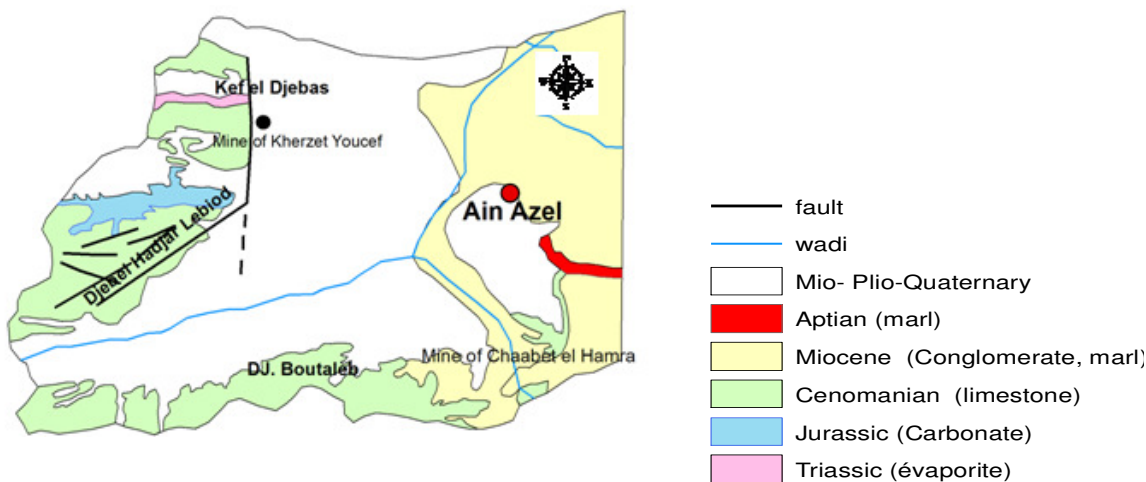 Kef el Djebas
Mine of Kherzet Youcef
Ain Azel
Djebel Hadjar Lebiod
Mine of Chaabet el Hamra
DJ. Boutaleb
fault
wadi
Mio- Plio-Quaternary
Aptian (marl)
Miocene (Conglomerate, marl)
Cenomanian (limestone)
Jurassic (Carbonate)
Triassic (évaporite)